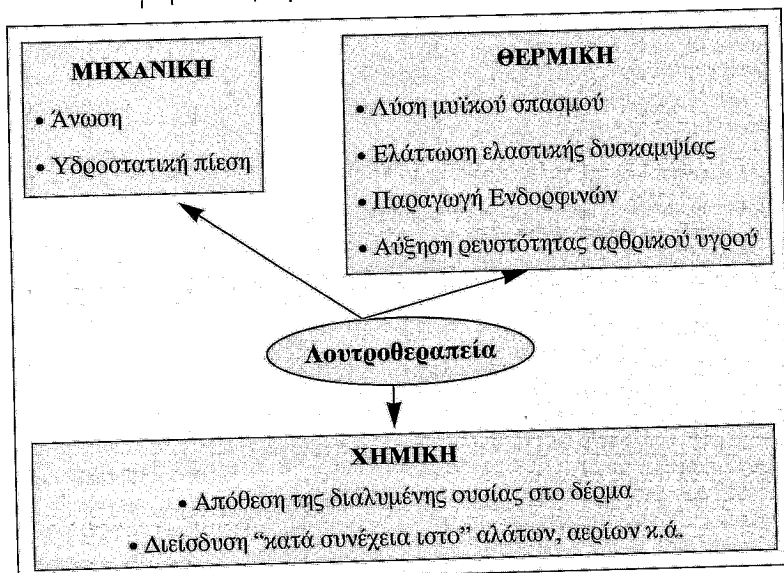 ΜΗΧΑΝΙΚΗ
• Άνωση
• Υδροστατική πίεση
ΘΕΡΜΙΚΗ
• Λύση μυϊκού σπασμού
• Ελάττωση ελαστικής δυσκαμψίας
• Παραγωγή Ενδορφινών
• Αύξηση ρευστότητας αρθρικού υγρού
Λουτροθεραπεία
ΧΗΜΙΚΗ
• Απόθεση της διαλυμένης ουσίας στο δέρμα
• Διείσδυση “κατά συνέχεια ιστο” αλάτων, αερίων κ.ά.